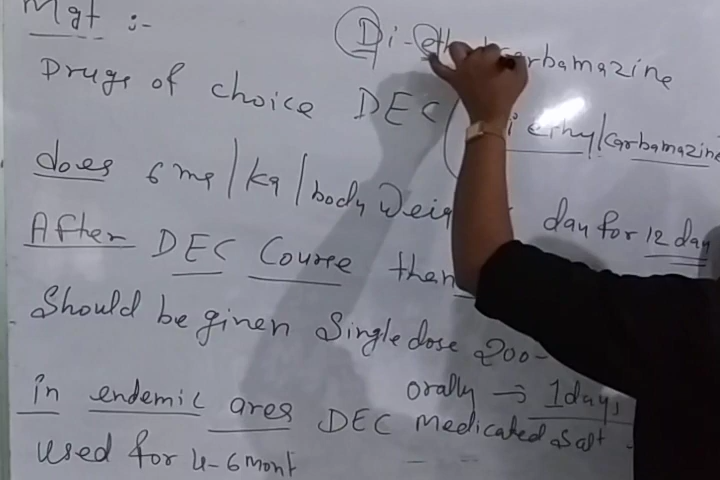 Mgt :-
Di-ethylcarbamazine
Drugs of choice DEC (Diethylcarbamazine
does 6mg/kg/body Weig day for 12 day
After DEC Course then
Should be given Single dose 200-
orally → 1days
in endemic ares DEC medicated Salt -
used for 4-6 mont